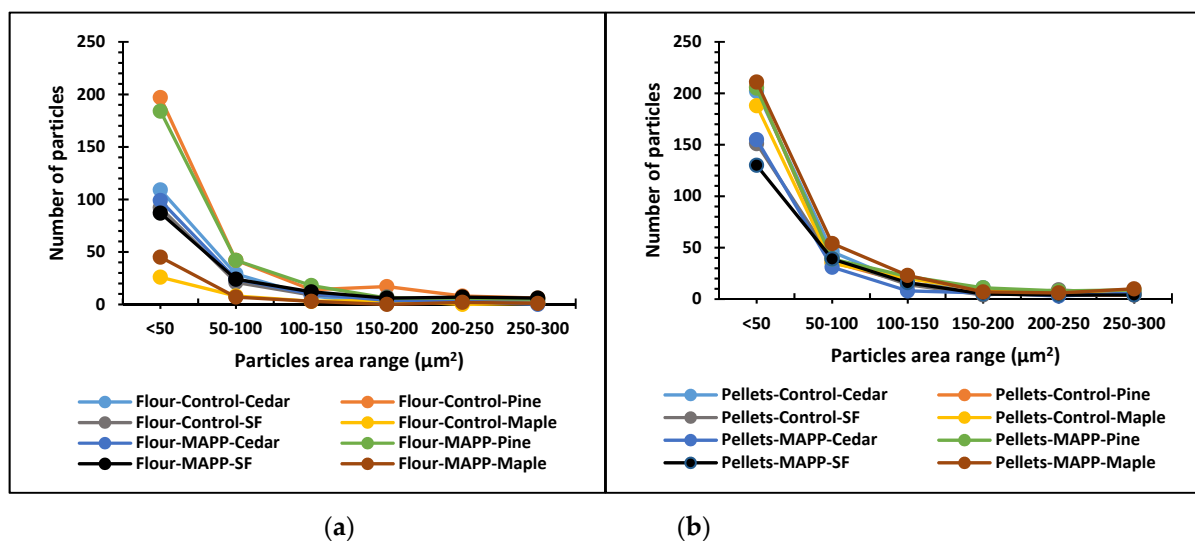 250
200
150
100
50
0
Number of particles
<50 50-100 100-150 150-200 200-250 250-300
Particles area range (µm²)
Flour-Control-Cedar Flour-Control-Pine
Flour-Control-SF Flour-Control-Maple
Flour-MAPP-Cedar Flour-MAPP-Pine
Flour-MAPP-SF Flour-MAPP-Maple
(a)
250
200
150
100
50
0
Number of particles
<50 50-100 100-150 150-200 200-250 250-300
Particles area range (µm²)
Pellets-Control-Cedar Pellets-Control-Pine
Pellets-Control-SF Pellets-Control-Maple
Pellets-MAPP-Cedar Pellets-MAPP-Pine
Pellets-MAPP-SF Pellets-MAPP-Maple
(b)